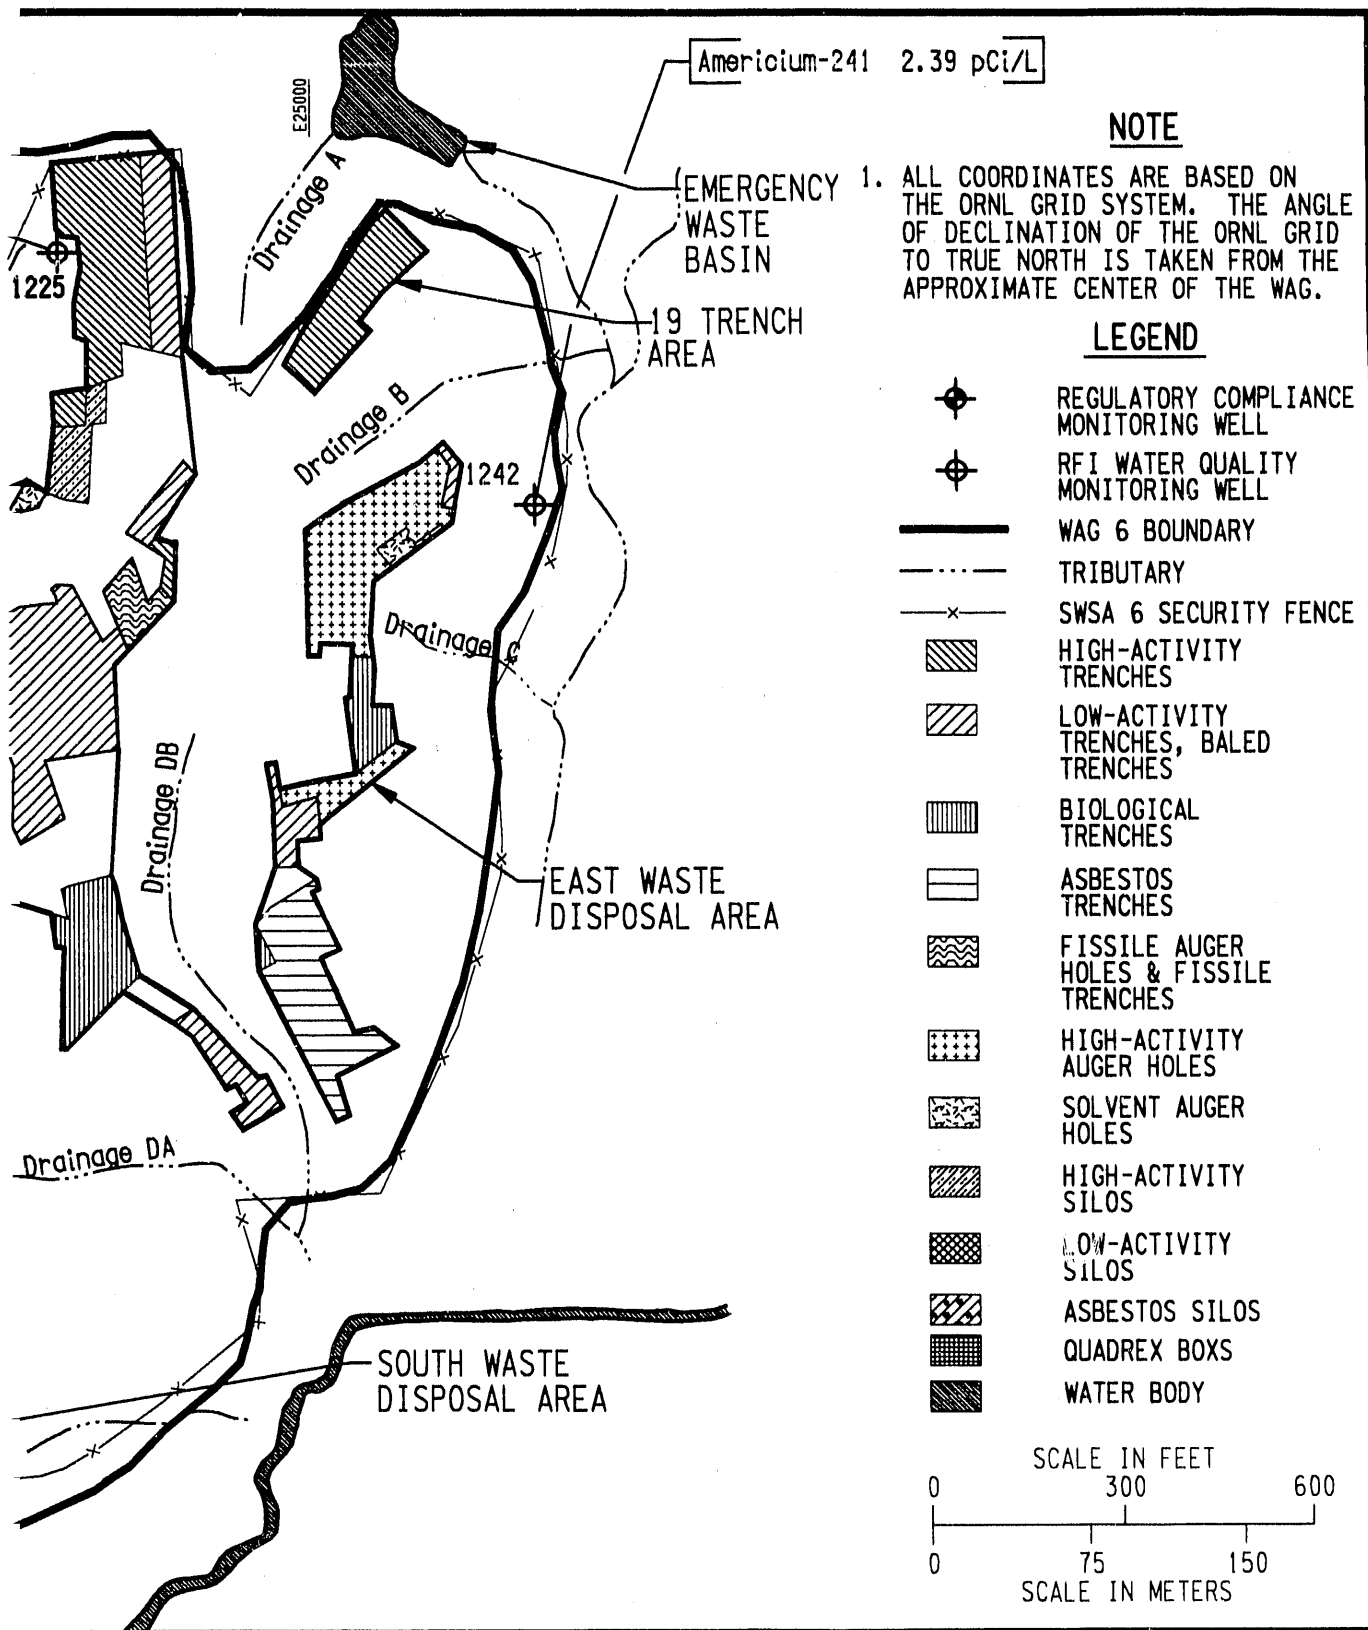 Americium-241 2.39 pCi/L
E25000
Drainage A
EMERGENCY
WASTE
BASIN
1225
19 TRENCH
AREA
Drainage B
1242
Drainage C
Drainage DB
EAST WASTE
DISPOSAL AREA
Drainage DA
SOUTH WASTE
DISPOSAL AREA
NOTE
1. ALL COORDINATES ARE BASED ON
THE ORNL GRID SYSTEM. THE ANGLE
OF DECLINATION OF THE ORNL GRID
TO TRUE NORTH IS TAKEN FROM THE
APPROXIMATE CENTER OF THE WAG.
LEGEND
REGULATORY COMPLIANCE
MONITORING WELL
RFI WATER QUALITY
MONITORING WELL
WAG 6 BOUNDARY
TRIBUTARY
SWSA 6 SECURITY FENCE
HIGH-ACTIVITY
TRENCHES
LOW-ACTIVITY
TRENCHES, BALED
TRENCHES
BIOLOGICAL
TRENCHES
ASBESTOS
TRENCHES
FISSILE AUGER
HOLES & FISSILE
TRENCHES
HIGH-ACTIVITY
AUGER HOLES
SOLVENT AUGER
HOLES
HIGH-ACTIVITY
SILOS
LOW-ACTIVITY
SILOS
ASBESTOS SILOS
QUADREX BOXS
WATER BODY
SCALE IN FEET
0 300 600
0 75 150
SCALE IN METERS